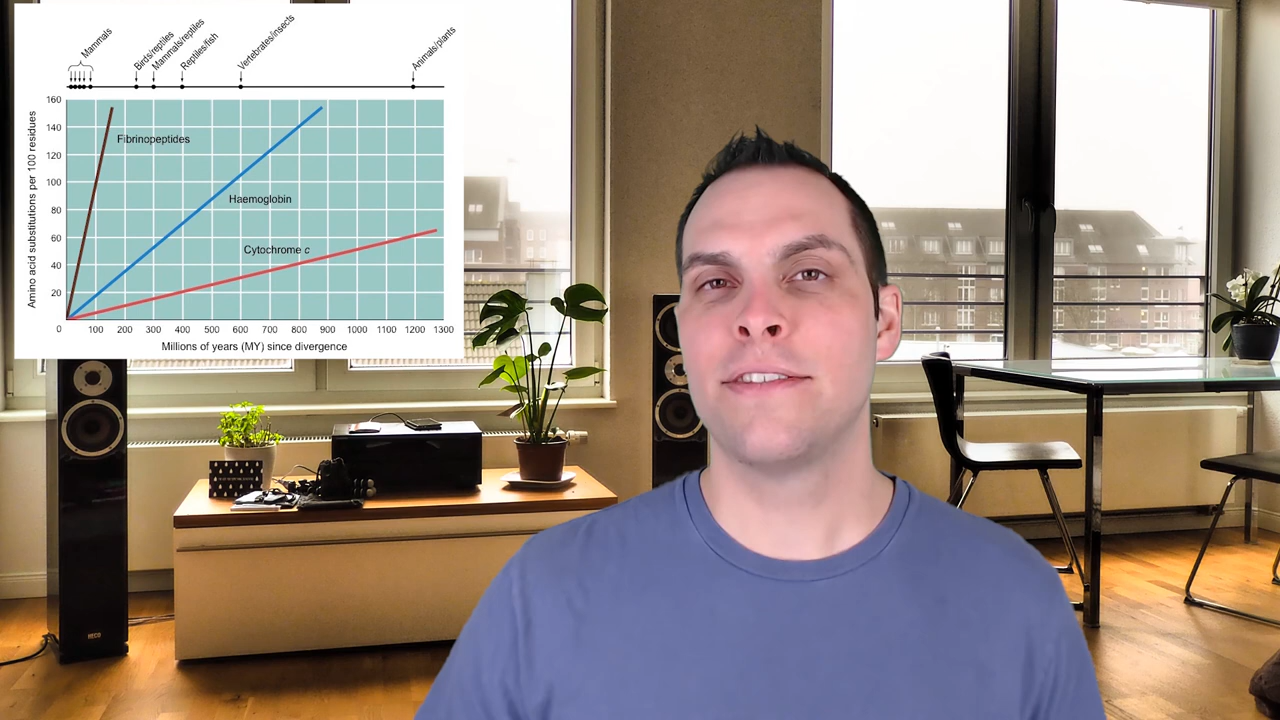 Mammals
Birds/reptiles
Mammals/reptiles
Reptiles/fish
Vertebrates/insects
Animals/plants
Amino acid substitutions per 100 residues
160
140
120
100
80
60
40
20
0
Fibrinopeptides
Haemoglobin
Cytochrome c
100 200 300 400 500 600 700 800 900 1000 1100 1200 1300
Millions of years (MY) since divergence
HECO